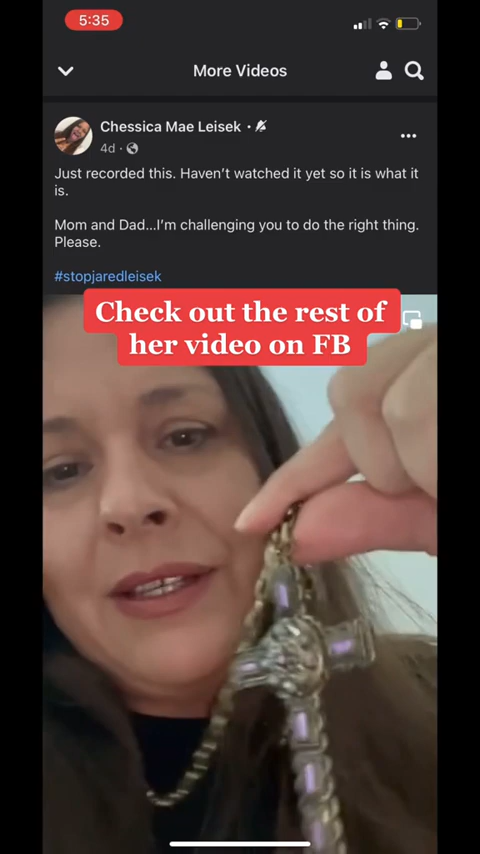 5:35
More Videos
Chessica Mae Leisek ·
4d ·
Just recorded this. Haven't watched it yet so it is what it
is.
Mom and Dad...I'm challenging you to do the right thing.
Please.
#stopjaredleisek
Check out the rest of
her video on FB